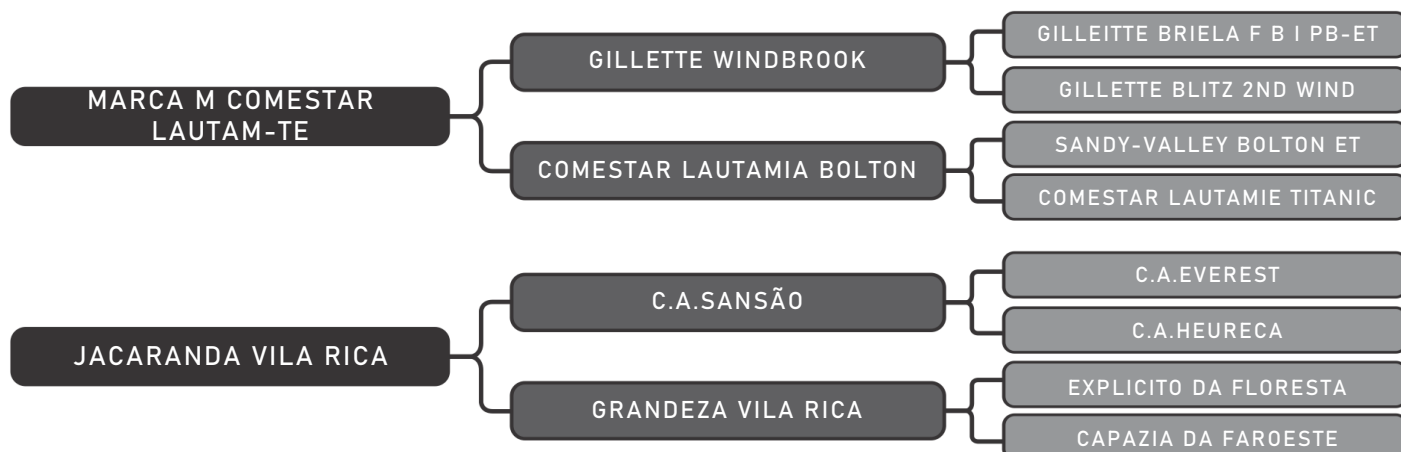 MARCA M COMESTAR
LAUTAM-TE
GILLETTE WINDBROOK
GILLEITTE BRIELA F B I PB-ET
GILLETTE BLITZ 2ND WIND
COMESTAR LAUTAMIA BOLTON
SANDY-VALLEY BOLTON ET
COMESTAR LAUTAMIE TITANIC
JACARANDA VILA RICA
C.A.SANSÃO
C.A.EVEREST
C.A.HEURECA
GRANDEZA VILA RICA
EXPLICITO DA FLORESTA
CAPAZIA DA FAROESTE